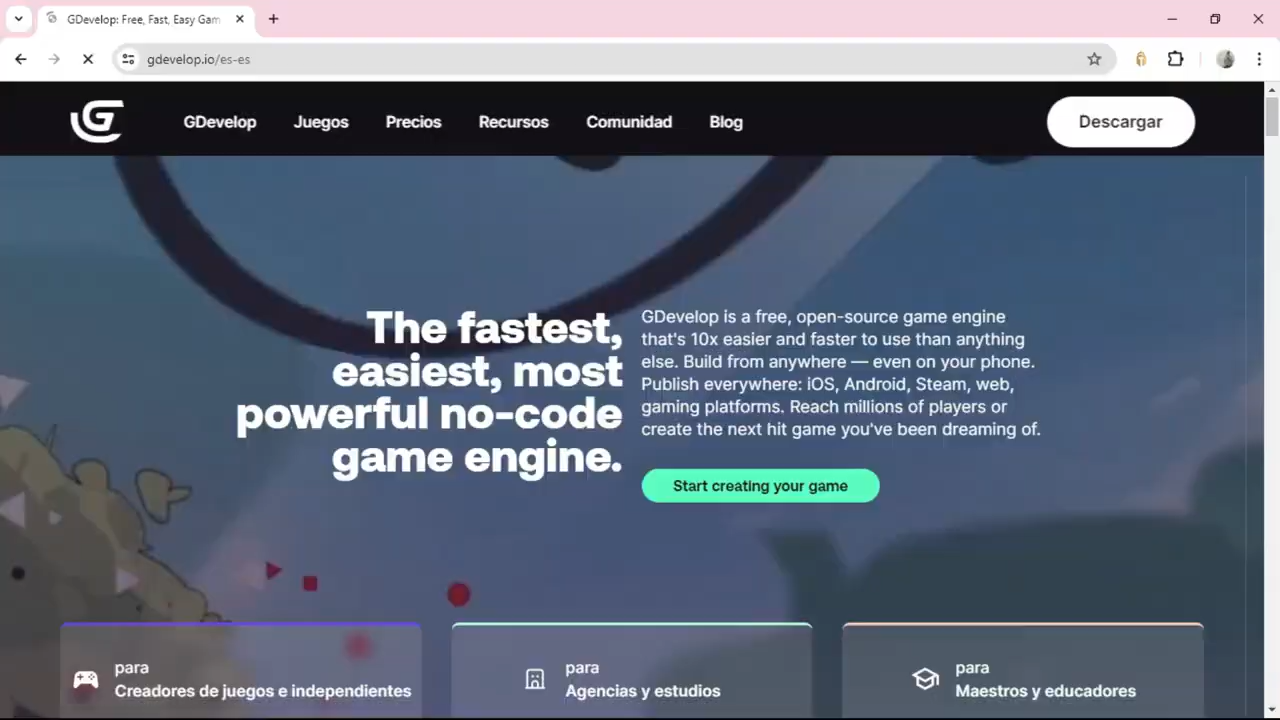 GDevelop: Free, Fast, Easy Gam
gdevelop.io/es-es
GDevelop Juegos Precios Recursos Comunidad Blog Descargar
The fastest,
easiest, most
powerful no-code
game engine.
GDevelop is a free, open-source game engine
that's 10x easier and faster to use than anything
else. Build from anywhere — even on your phone.
Publish everywhere: iOS, Android, Steam, web,
gaming platforms. Reach millions of players or
create the next hit game you've been dreaming of.
Start creating your game
para
Creadores de juegos e independientes
para
Agencias y estudios
para
Maestros y educadores